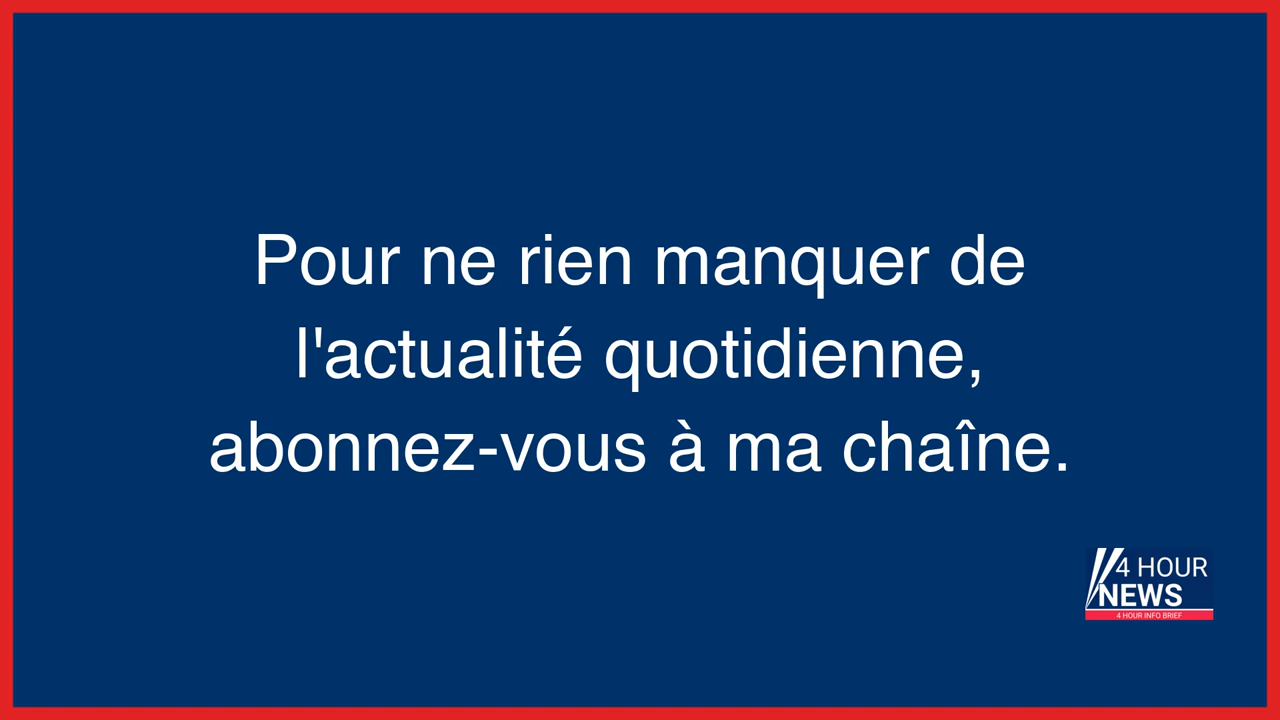 Pour ne rien manquer de
l'actualité quotidienne,
abonnez-vous à ma chaîne.
4 HOUR
NEWS
4 HOUR INFO BRIEF